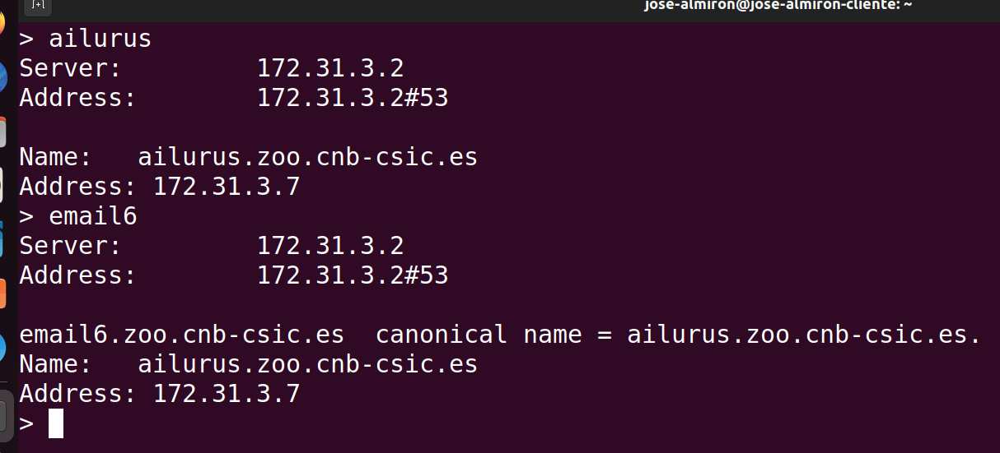 jose-almiron@jose-almiron-cliente: ~
> ailurus
Server:         172.31.3.2
Address:        172.31.3.2#53

Name:   ailurus.zoo.cnb-csic.es
Address: 172.31.3.7
> email6
Server:         172.31.3.2
Address:        172.31.3.2#53

email6.zoo.cnb-csic.es  canonical name = ailurus.zoo.cnb-csic.es.
Name:   ailurus.zoo.cnb-csic.es
Address: 172.31.3.7
>